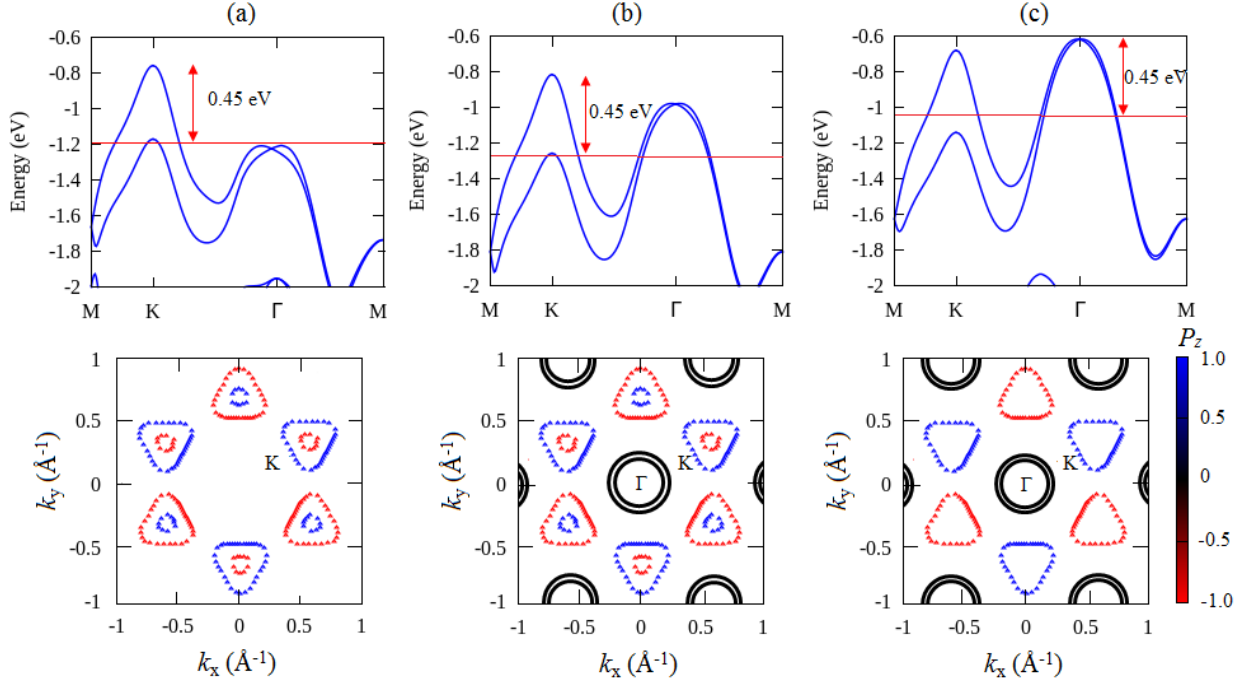 (a) (b) (c)
-0.6 -0.6 -0.6
-0.8 -0.8 -0.8
0.45 eV 0.45 eV 0.45 eV
-1 -1 -1
-1.2 -1.2 -1.2
-1.4 -1.4 -1.4
-1.6 -1.6 -1.6
-1.8 -1.8 -1.8
-2 -2 -2
Energy (eV) Energy (eV) Energy (eV)
M K Γ M M K Γ M M K Γ M
Pz
1 1 1 1.0
0.5 0.5 0.5 0.5
K K K
0 Γ 0 Γ 0 0
-0.5 -0.5 -0.5 -0.5
-1 -1 -1 -1.0
ky (Å-1) ky (Å-1) ky (Å-1)
-1 -0.5 0 0.5 1 -1 -0.5 0 0.5 1 -1 -0.5 0 0.5 1
kx (Å-1) kx (Å-1) kx (Å-1)